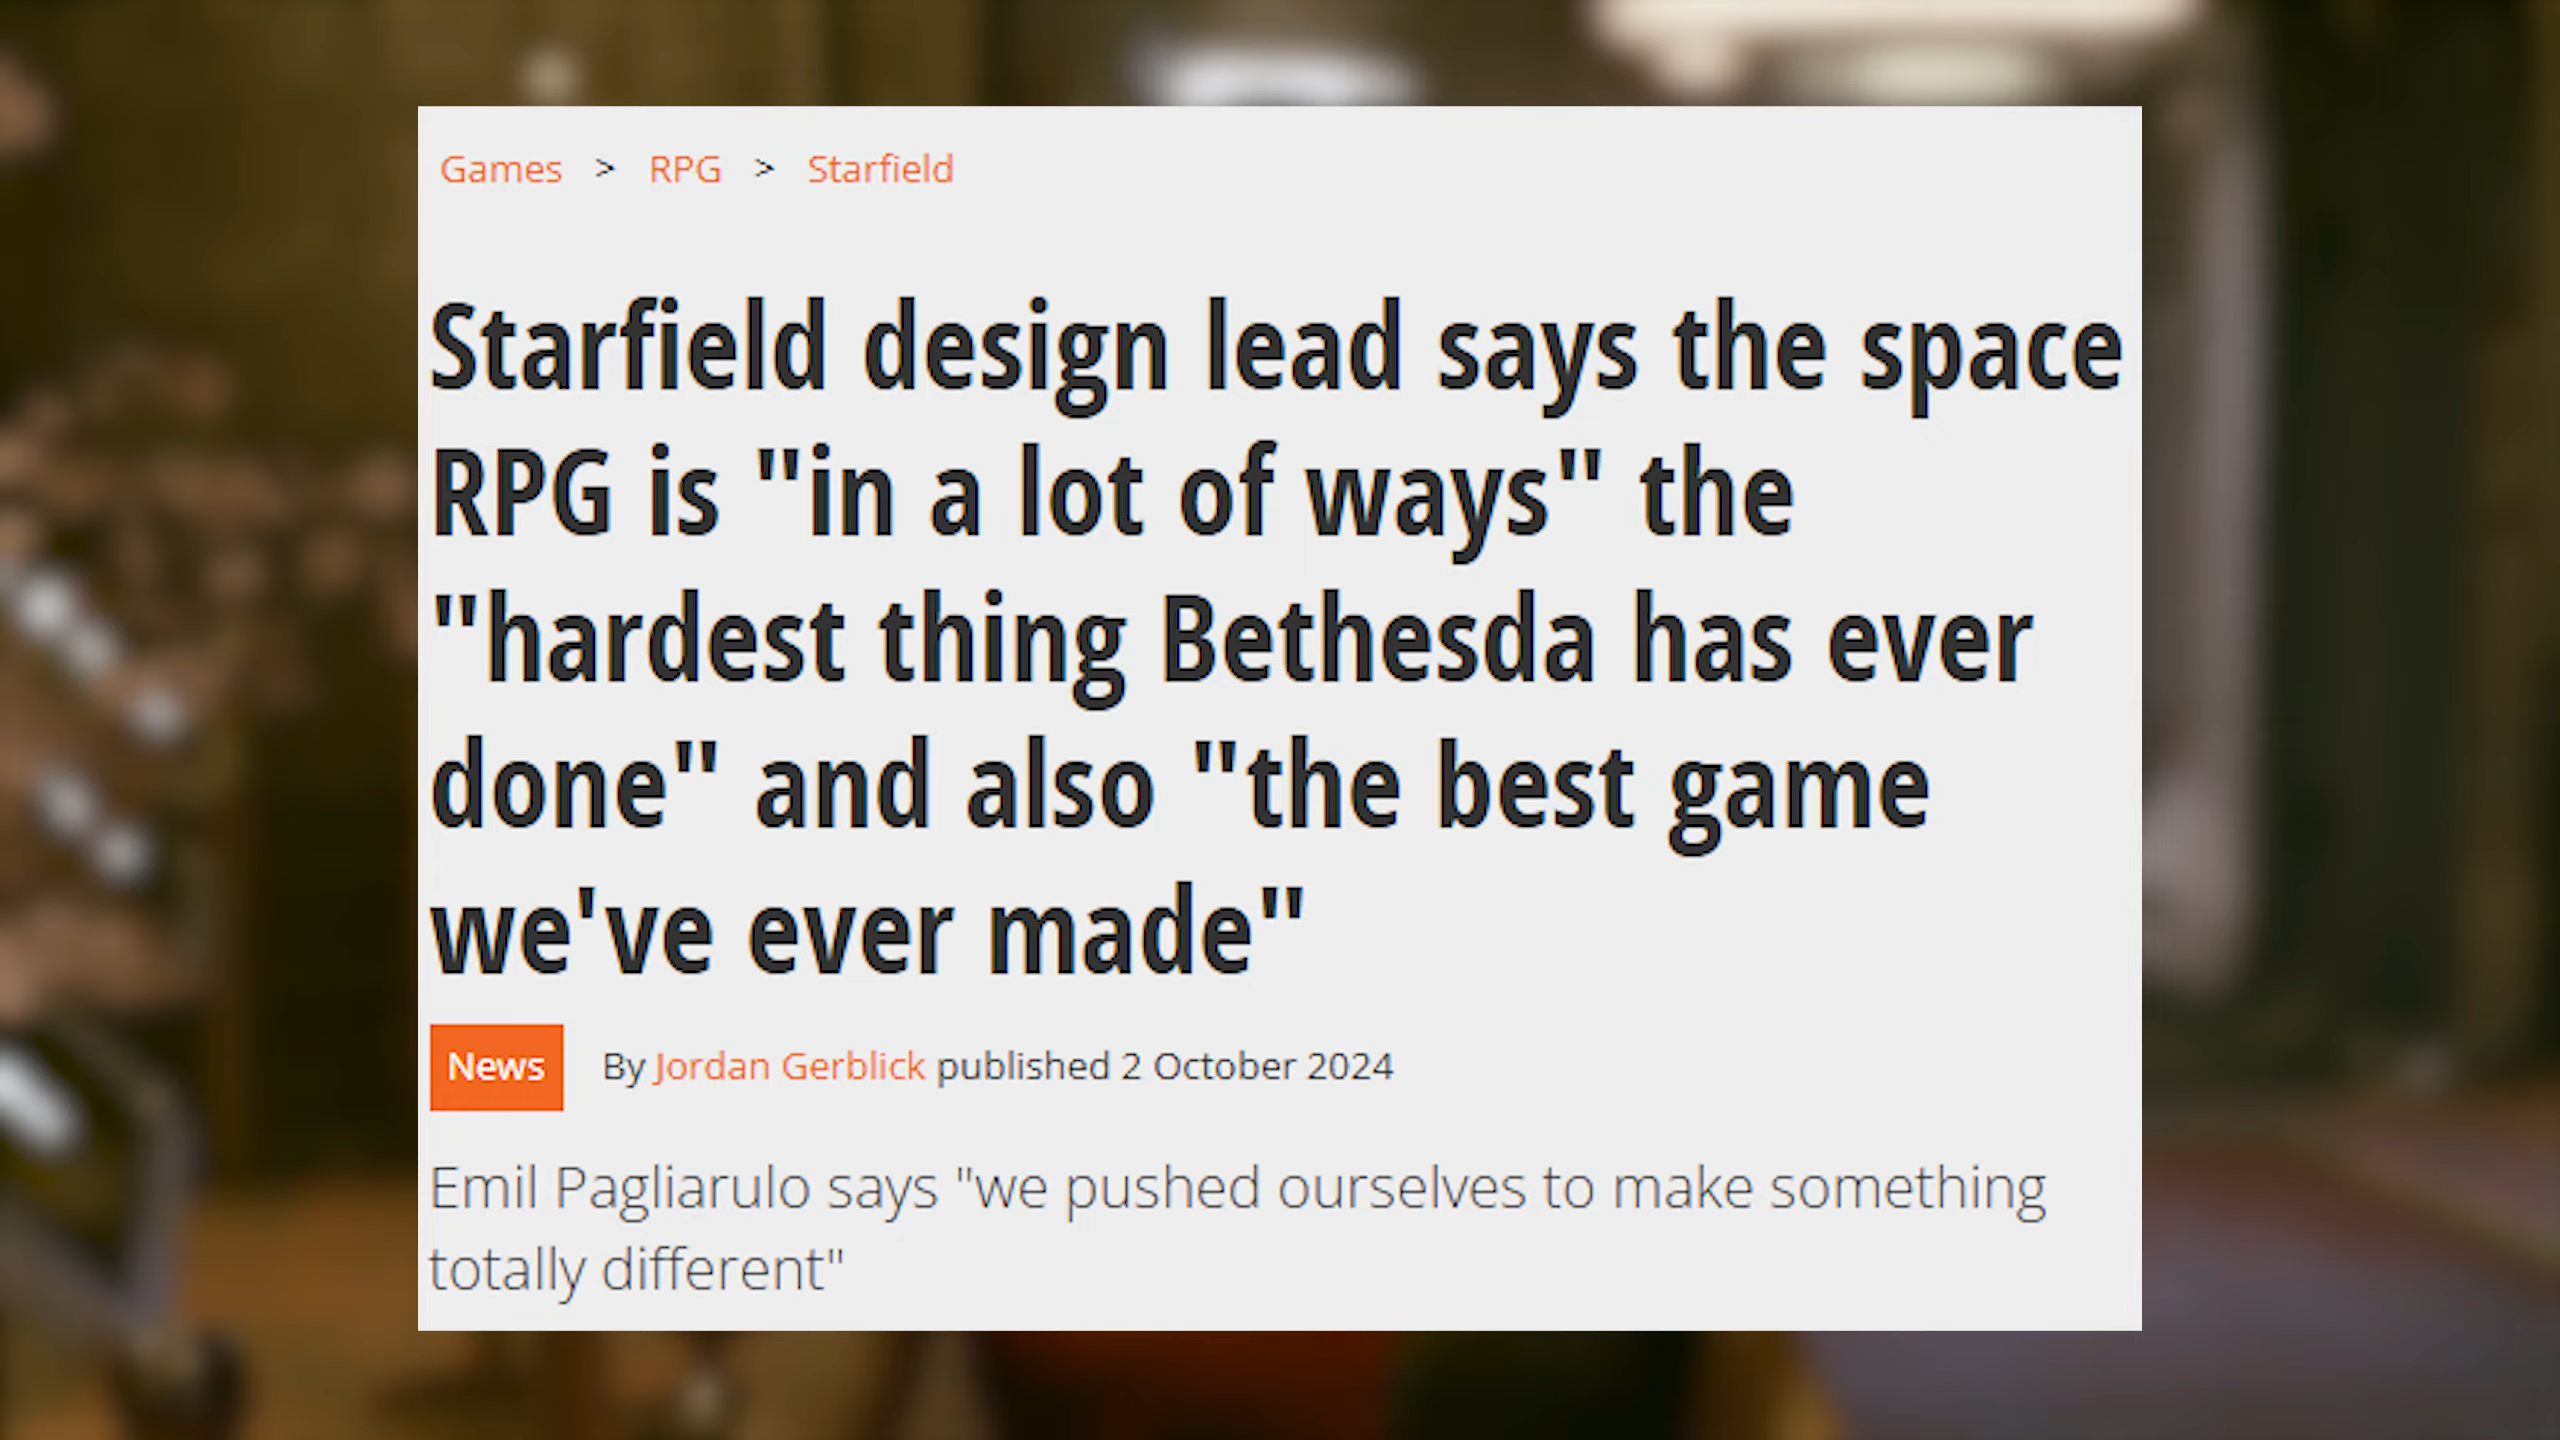 Games > RPG > Starfield
Starfield design lead says the space
RPG is "in a lot of ways" the
"hardest thing Bethesda has ever
done" and also "the best game
we've ever made"
News By Jordan Gerblick published 2 October 2024
Emil Pagliarulo says "we pushed ourselves to make something
totally different"